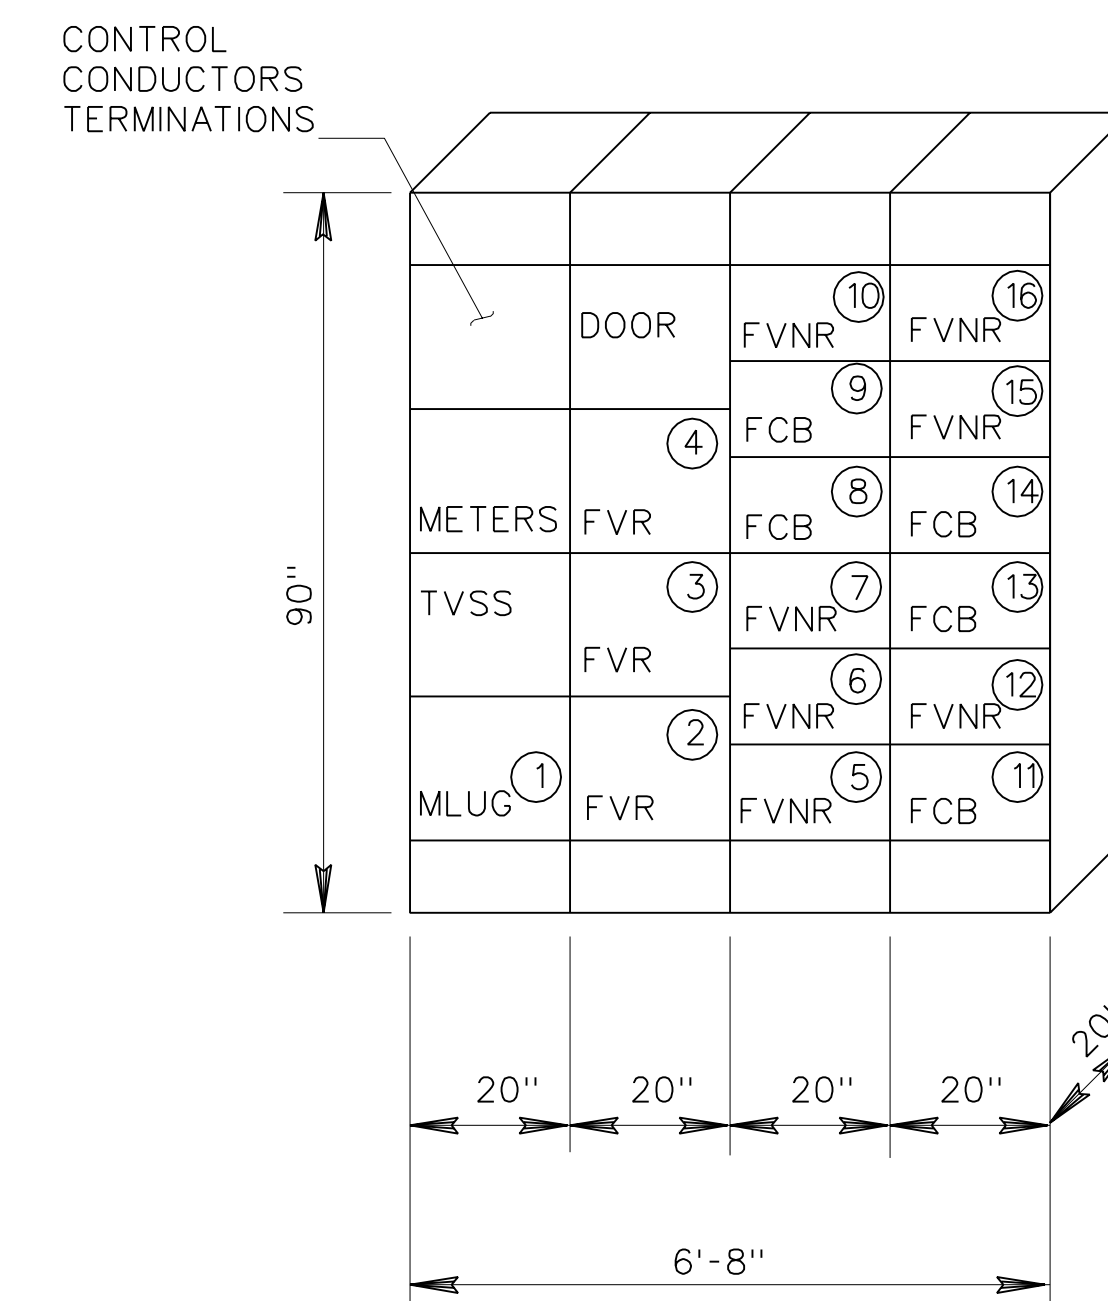 CONTROL
CONDUCTORS
TERMINATIONS
10
16
DOOR
FVNR
FVNR
9
15
4
FCB
FVNR
8
14
METERS
FVR
FCB
FCB
3
7
13
TVSS
FVNR
FCB
FVR
6
12
FVNR
FVNR
2
1
5
11
MLUG
FVR
FVNR
FCB
90"
20"
20"
20"
20"
20"
6'-8"